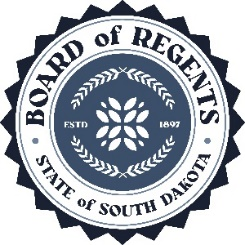 BOARD of REGENTS
ESTD 1897
STATE of SOUTH DAKOTA